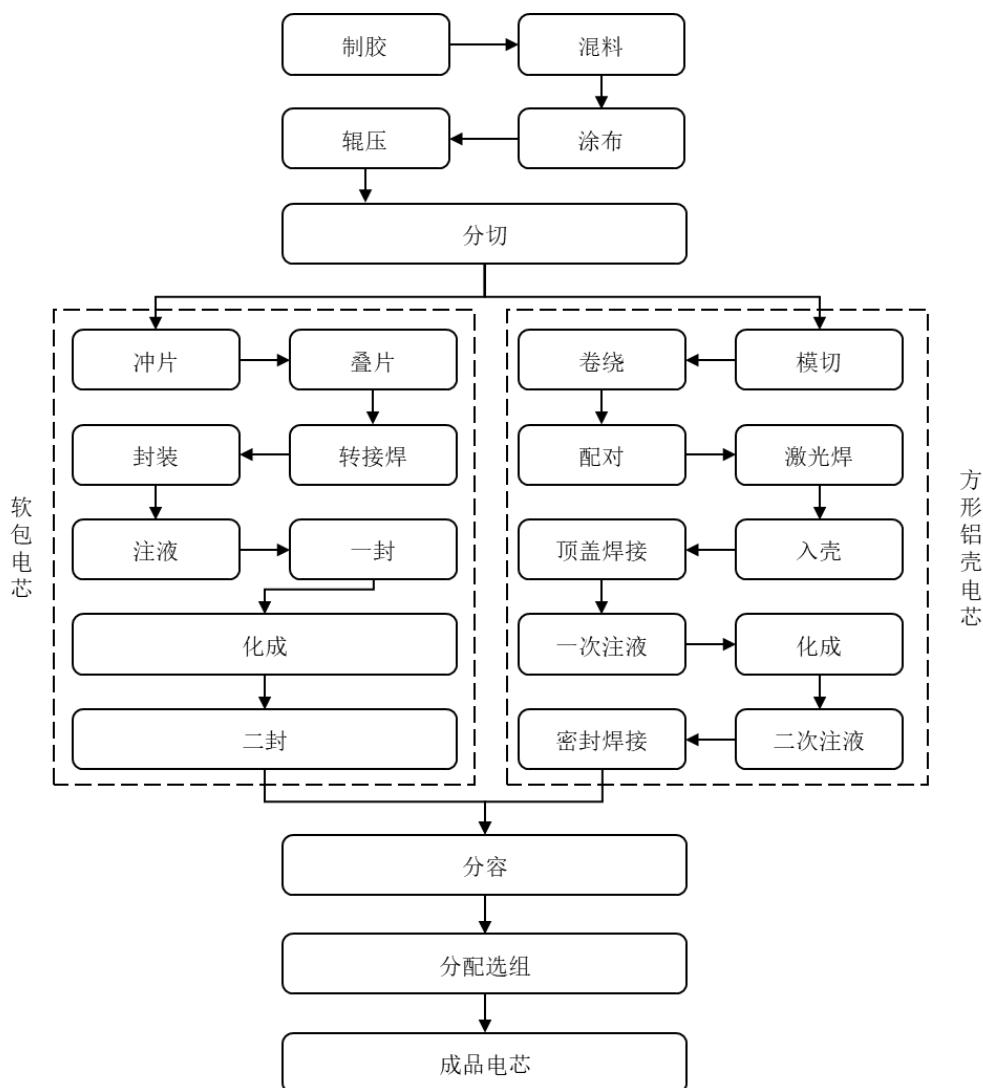 制胶
混料
辊压
涂布
分切
冲片
叠片
卷绕
模切
封装
转接焊
配对
激光焊
软包电芯
方形铝壳电芯
注液
一封
顶盖焊接
入壳
化成
一次注液
化成
二封
密封焊接
二次注液
分容
分配选组
成品电芯